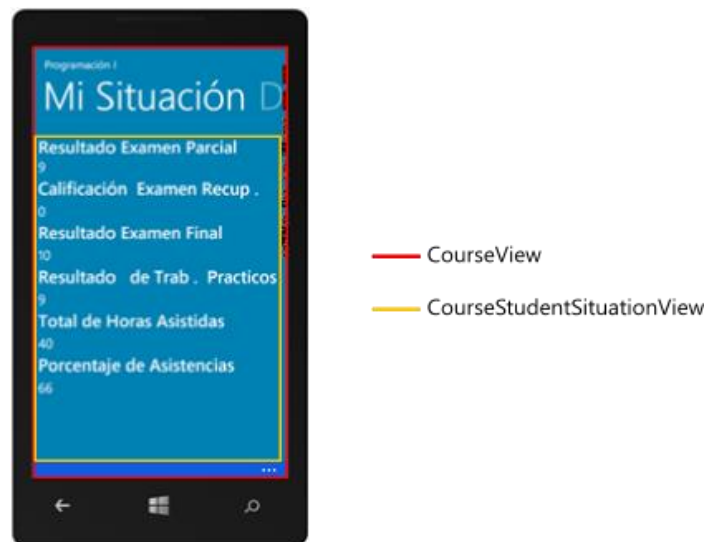 Programación I
Mi Situación D
Resultado Examen Parcial
9
Calificación Examen Recup .
0
Resultado Examen Final
10
Resultado de Trab . Practicos
9
Total de Horas Asistidas
40
Porcentaje de Asistencias
66
...
CourseView
CourseStudentSituationView